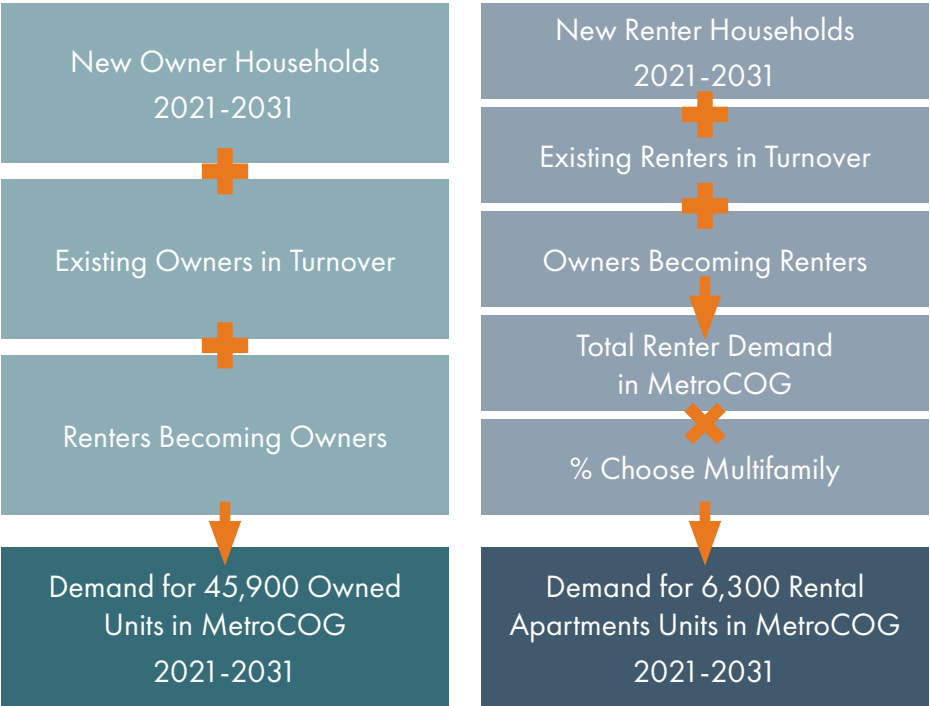 New Owner Households
2021-2031
Existing Owners in Turnover
Renters Becoming Owners
Demand for 45,900 Owned
Units in MetroCOG
2021-2031
New Renter Households
2021-2031
Existing Renters in Turnover
Owners Becoming Renters
Total Renter Demand
in MetroCOG
% Choose Multifamily
Demand for 6,300 Rental
Apartments Units in MetroCOG
2021-2031